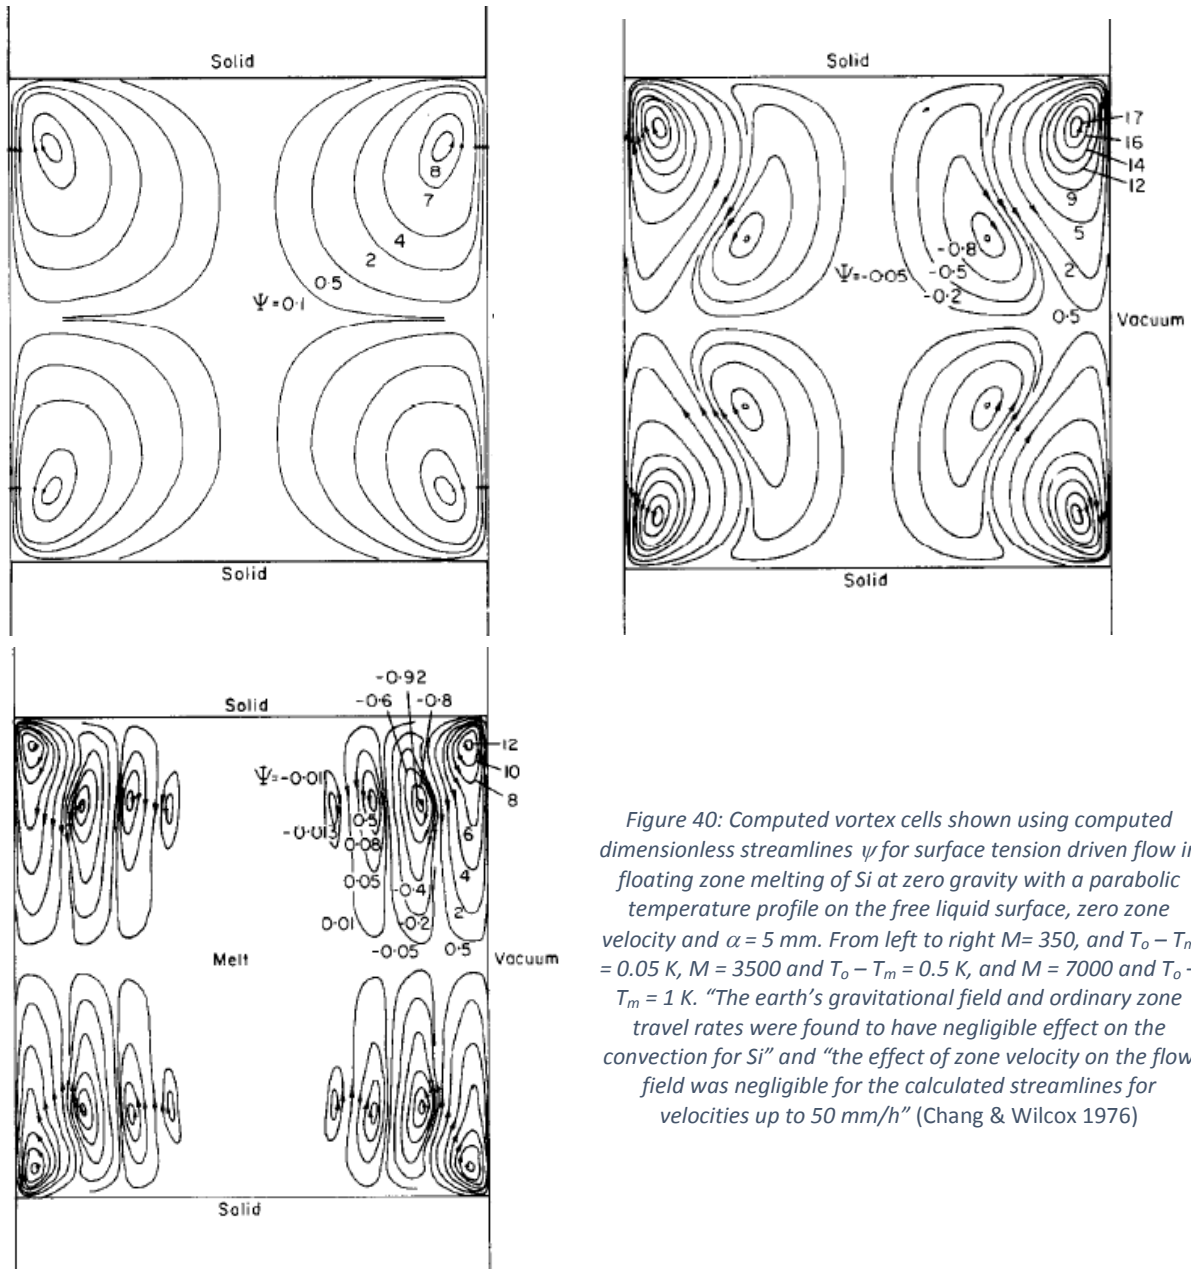 Solid
8
7
4
2
0.5
Ψ=0.1
Solid
Solid
17
16
14
12
9
5
2
0.5
-0.8
Ψ=-0.05
-0.5
-0.2
Vacuum
Solid
Solid
-0.92
-0.6
-0.8
12
10
8
6
4
2
0.5
Ψ=-0.01
-0.013
0.5
0.08
0.05
-0.4
0.01
-0.2
-0.05
Melt
Vacuum
Solid
Figure 40: Computed vortex cells shown using computed
dimensionless streamlines ψ for surface tension driven flow in
floating zone melting of Si at zero gravity with a parabolic
temperature profile on the free liquid surface, zero zone
velocity and α = 5 mm. From left to right M= 350, and To – Tm
= 0.05 K, M = 3500 and To – Tm = 0.5 K, and M = 7000 and To –
Tm = 1 K. “The earth’s gravitational field and ordinary zone
travel rates were found to have negligible effect on the
convection for Si” and “the effect of zone velocity on the flow
field was negligible for the calculated streamlines for
velocities up to 50 mm/h” (Chang & Wilcox 1976)